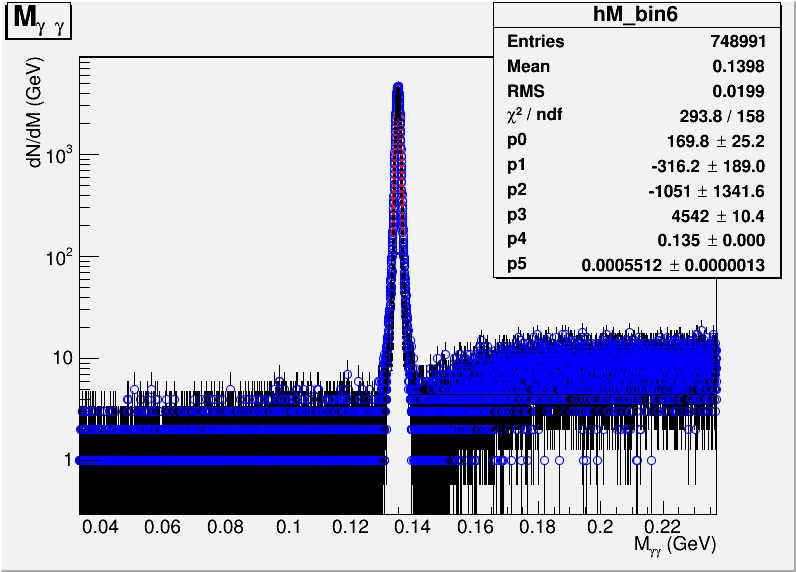 M γ γ
hM_bin6
Entries 748991
Mean 0.1398
RMS 0.0199
χ² / ndf 293.8 / 158
p0 169.8 ± 25.2
p1 -316.2 ± 189.0
p2 -1051 ± 1341.6
p3 4542 ± 10.4
p4 0.135 ± 0.000
p5 0.0005512 ± 0.0000013
dN/dM (GeV)
10³
10²
10
1
0.04 0.06 0.08 0.1 0.12 0.14 0.16 0.18 0.2 0.22
Mγγ (GeV)